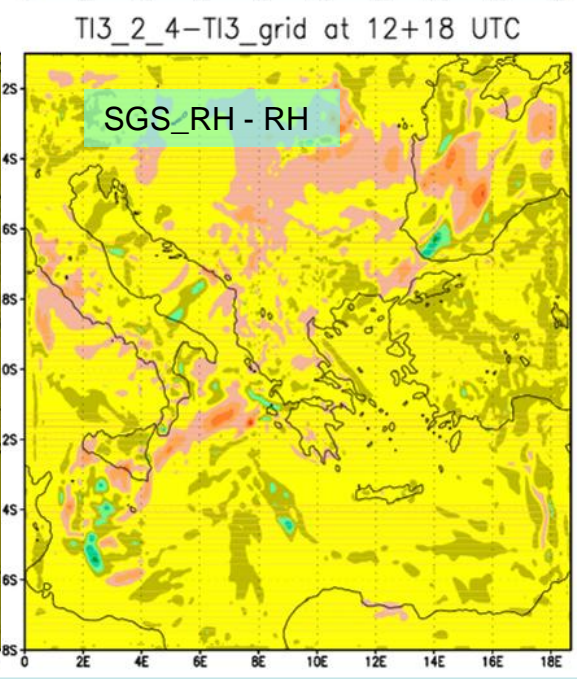 TI3_2_4-TI3_grid at 12+18 UTC
SGS_RH - RH
2S
4S
6S
8S
0S
2S
4S
6S
8S
0 2E 4E 6E 8E 10E 12E 14E 16E 18E